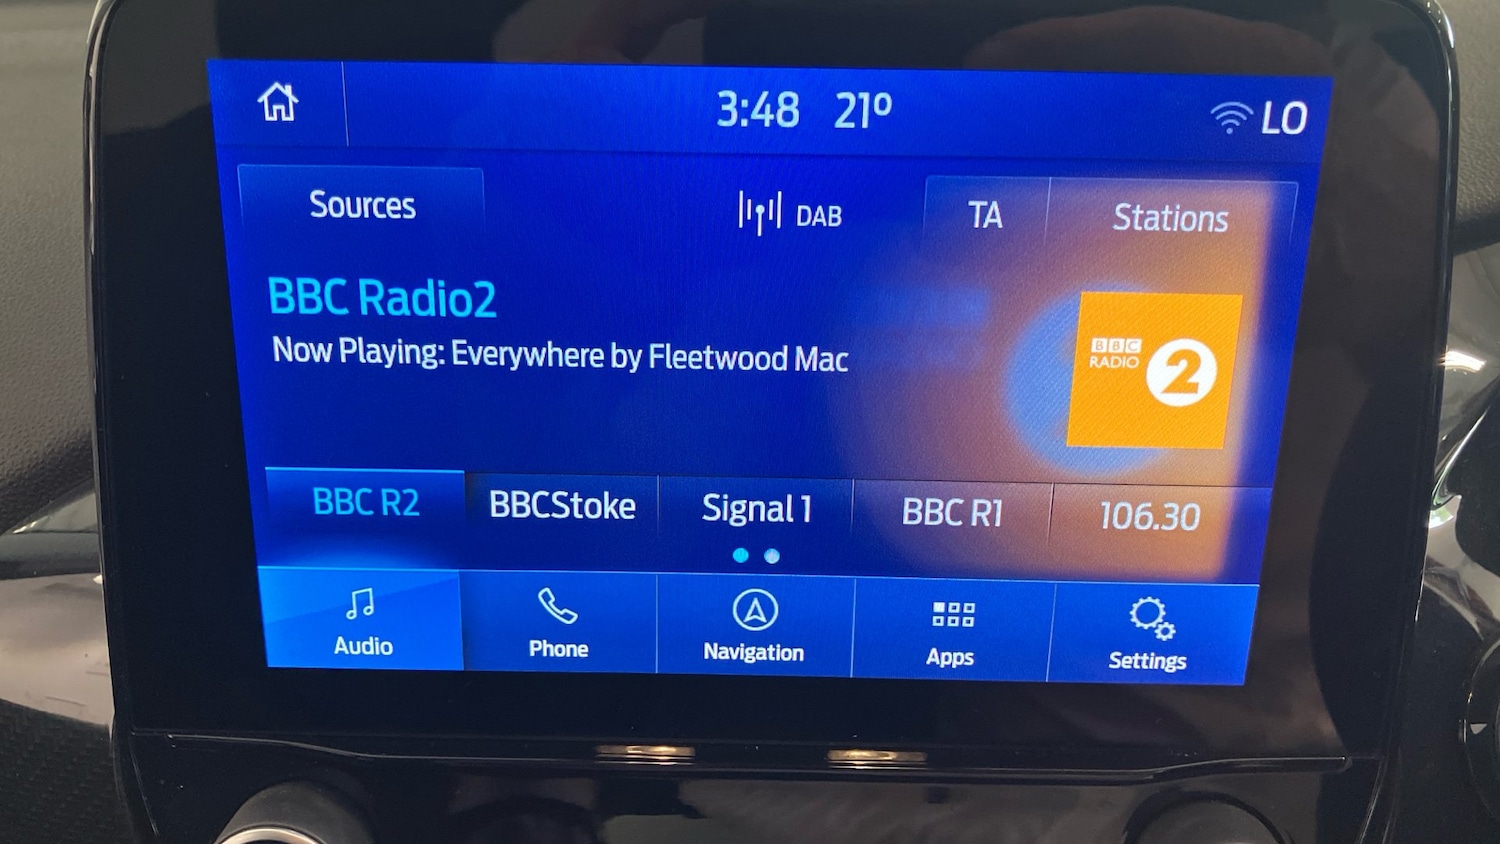 3:48 21º LO
Sources
DAB
TA
Stations
BBC Radio2
Now Playing: Everywhere by Fleetwood Mac
BBC
RADIO
2
BBC R2
BBCStoke
Signal 1
BBC R1
106.30
Audio
Phone
Navigation
Apps
Settings